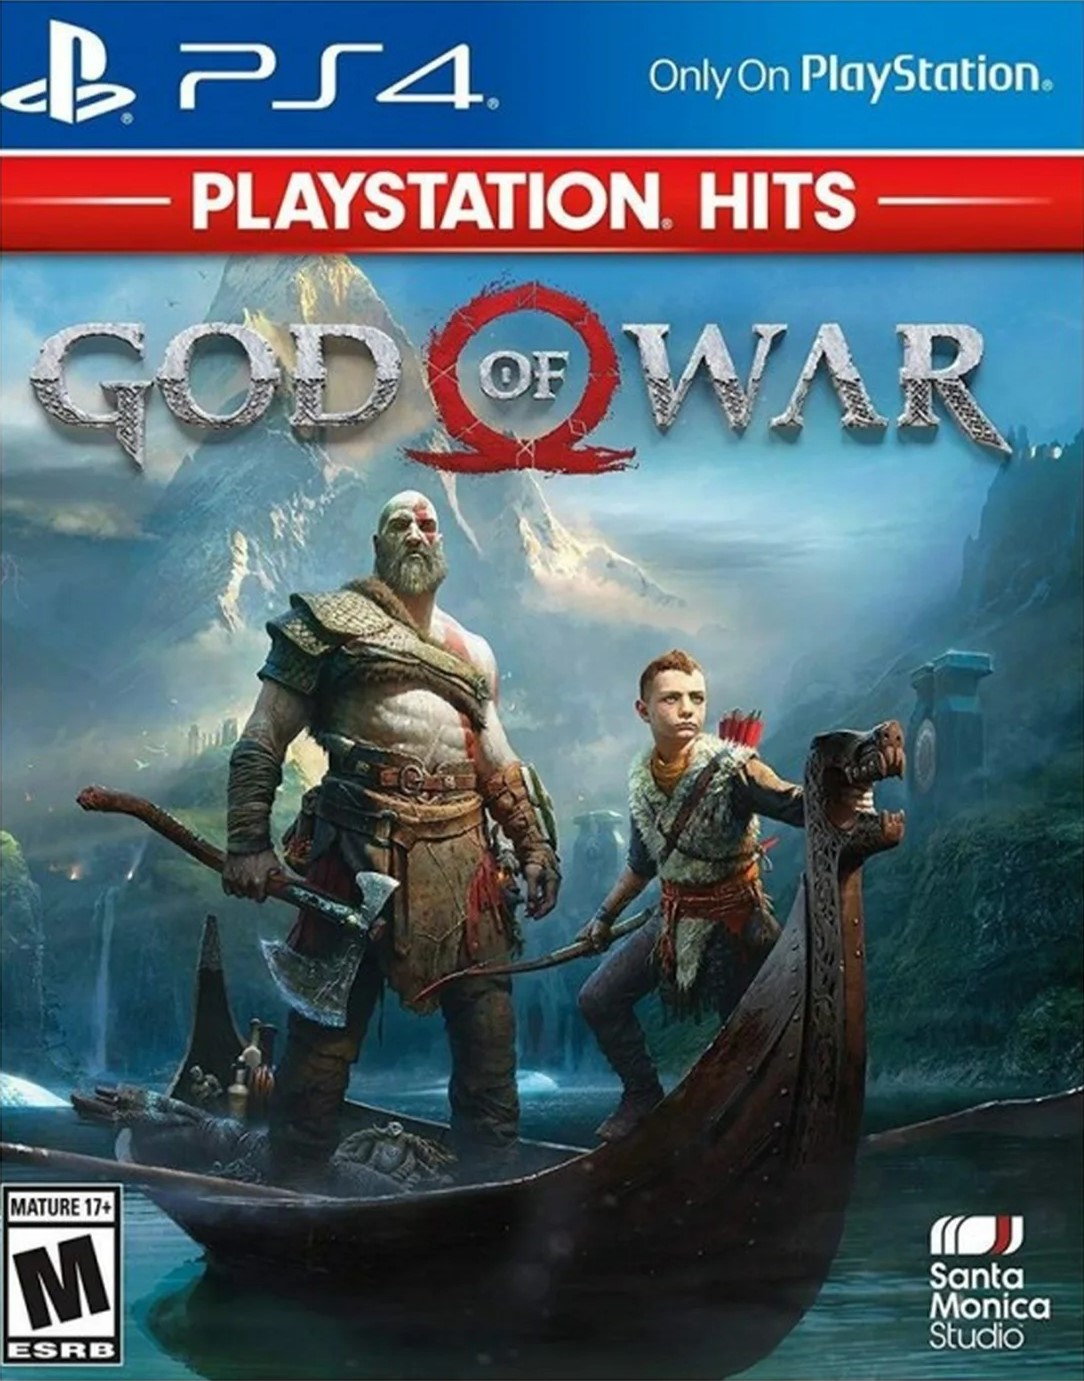 PS4®
Only On PlayStation®
PLAYSTATION® HITS
GOD OF WAR
MATURE 17+
M
ESRB
Santa
Monica
Studio